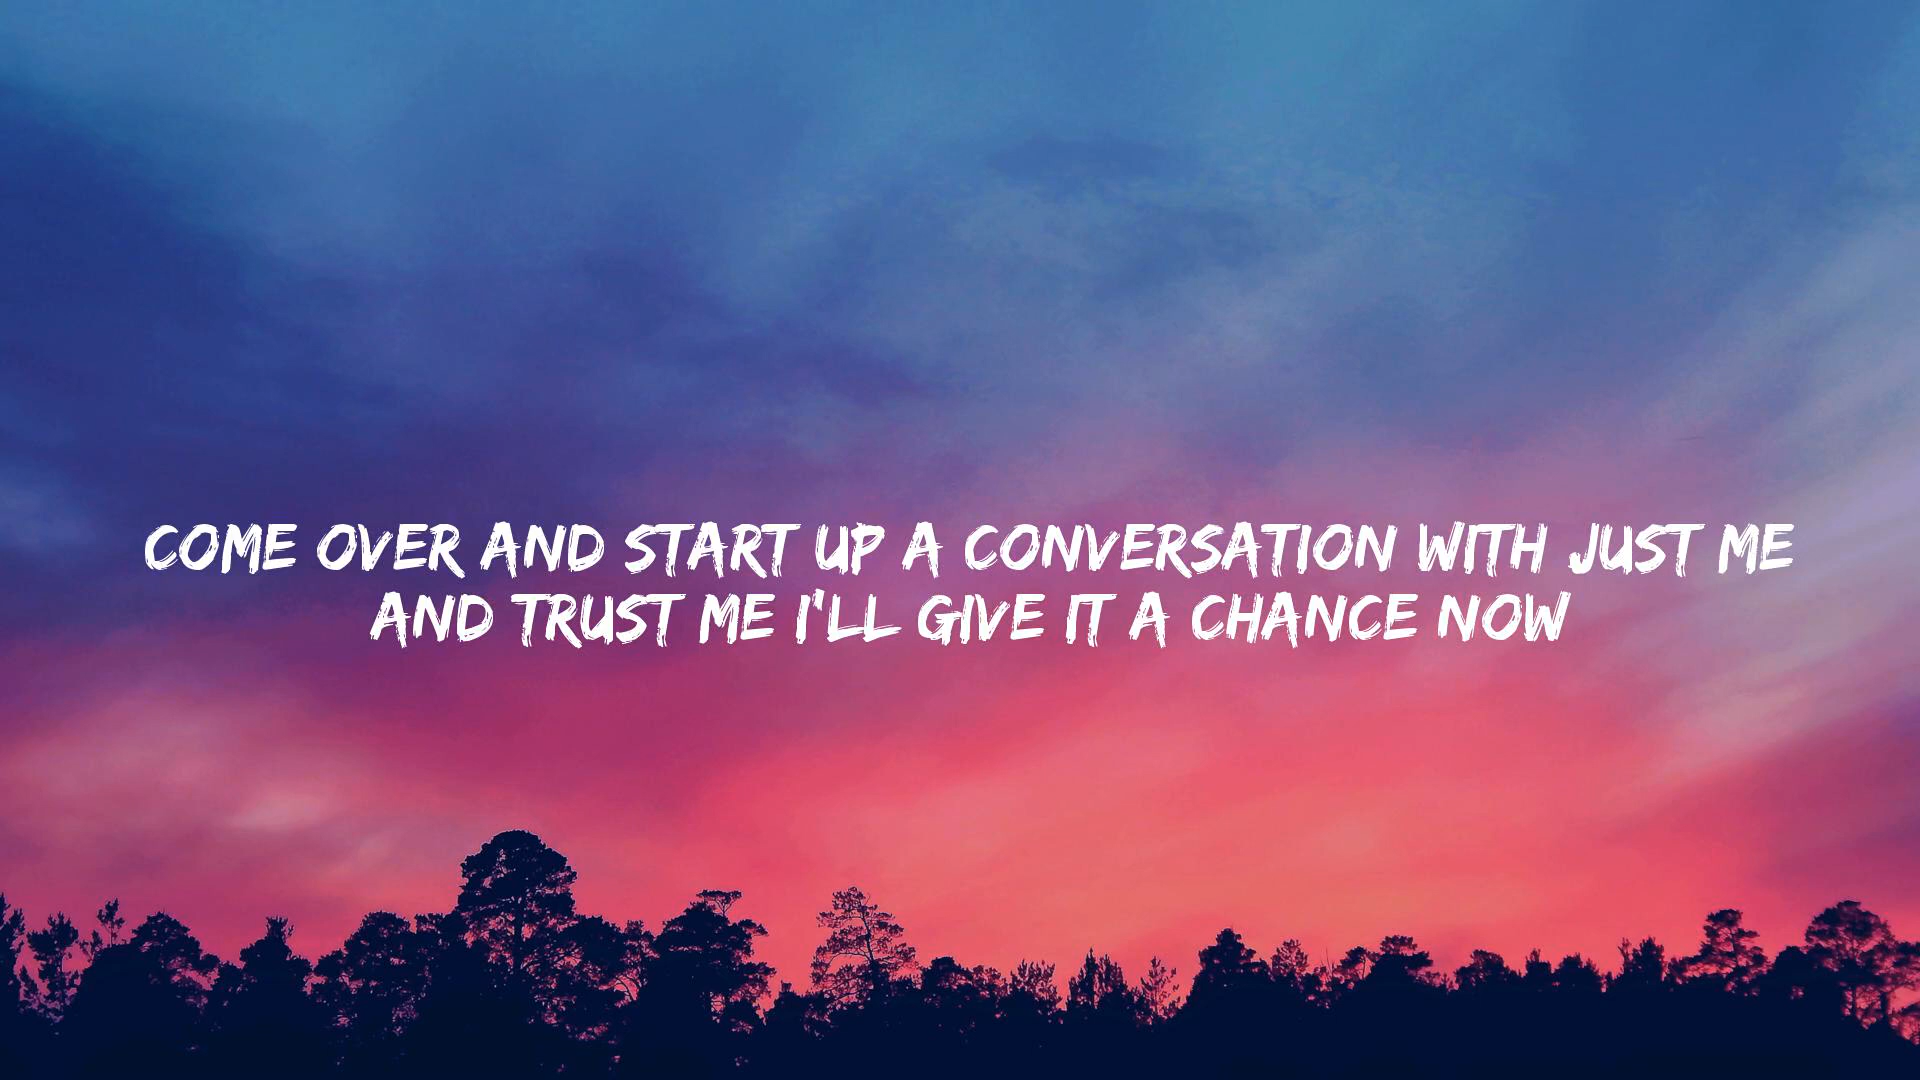 COME OVER AND START UP A CONVERSATION WITH JUST ME
AND TRUST ME I'LL GIVE IT A CHANCE NOW